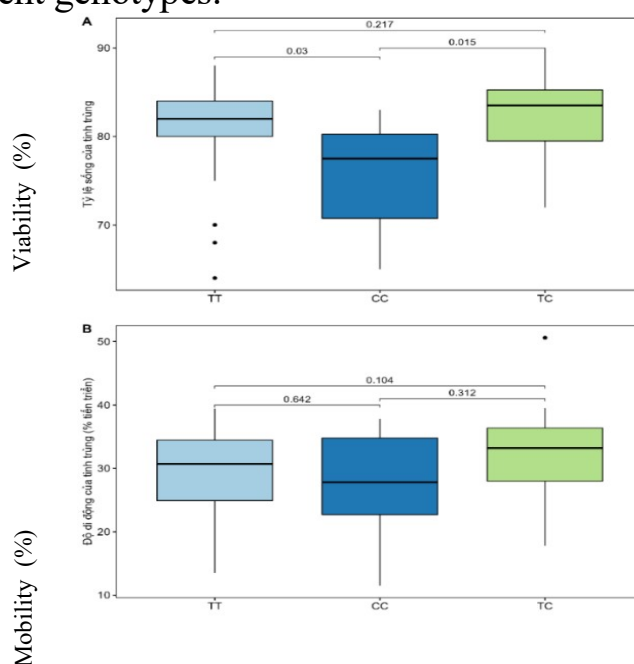 ent genotypes.
A
0.217
0.03
0.015
90
80
70
Viability (%)
Tỷ lệ sống của tinh trùng
TT
CC
TC
B
50
40
30
20
10
0.104
0.642
0.312
Mobility (%)
Độ di động của tinh trùng (% tiến triển)
TT
CC
TC